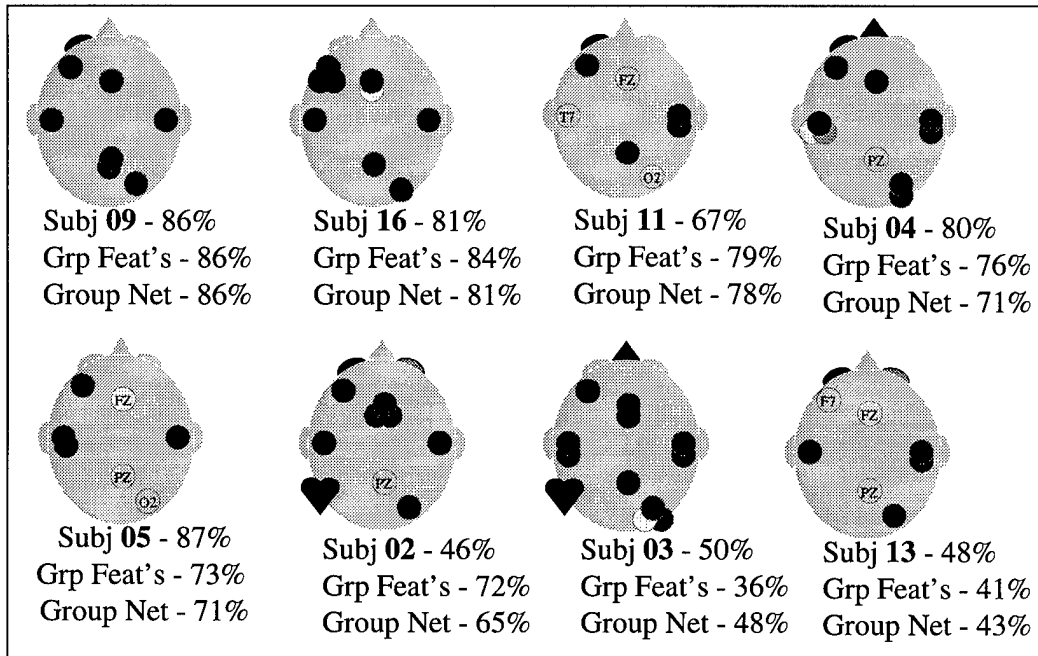 FZ
T7
O2
PZ
Subj 09 - 86%
Grp Feat's - 86%
Group Net - 86%
Subj 16 - 81%
Grp Feat's - 84%
Group Net - 81%
Subj 11 - 67%
Grp Feat's - 79%
Group Net - 78%
Subj 04 - 80%
Grp Feat's - 76%
Group Net - 71%
FZ
PZ
O2
PZ
F7
FZ
PZ
Subj 05 - 87%
Grp Feat's - 73%
Group Net - 71%
Subj 02 - 46%
Grp Feat's - 72%
Group Net - 65%
Subj 03 - 50%
Grp Feat's - 36%
Group Net - 48%
Subj 13 - 48%
Grp Feat's - 41%
Group Net - 43%